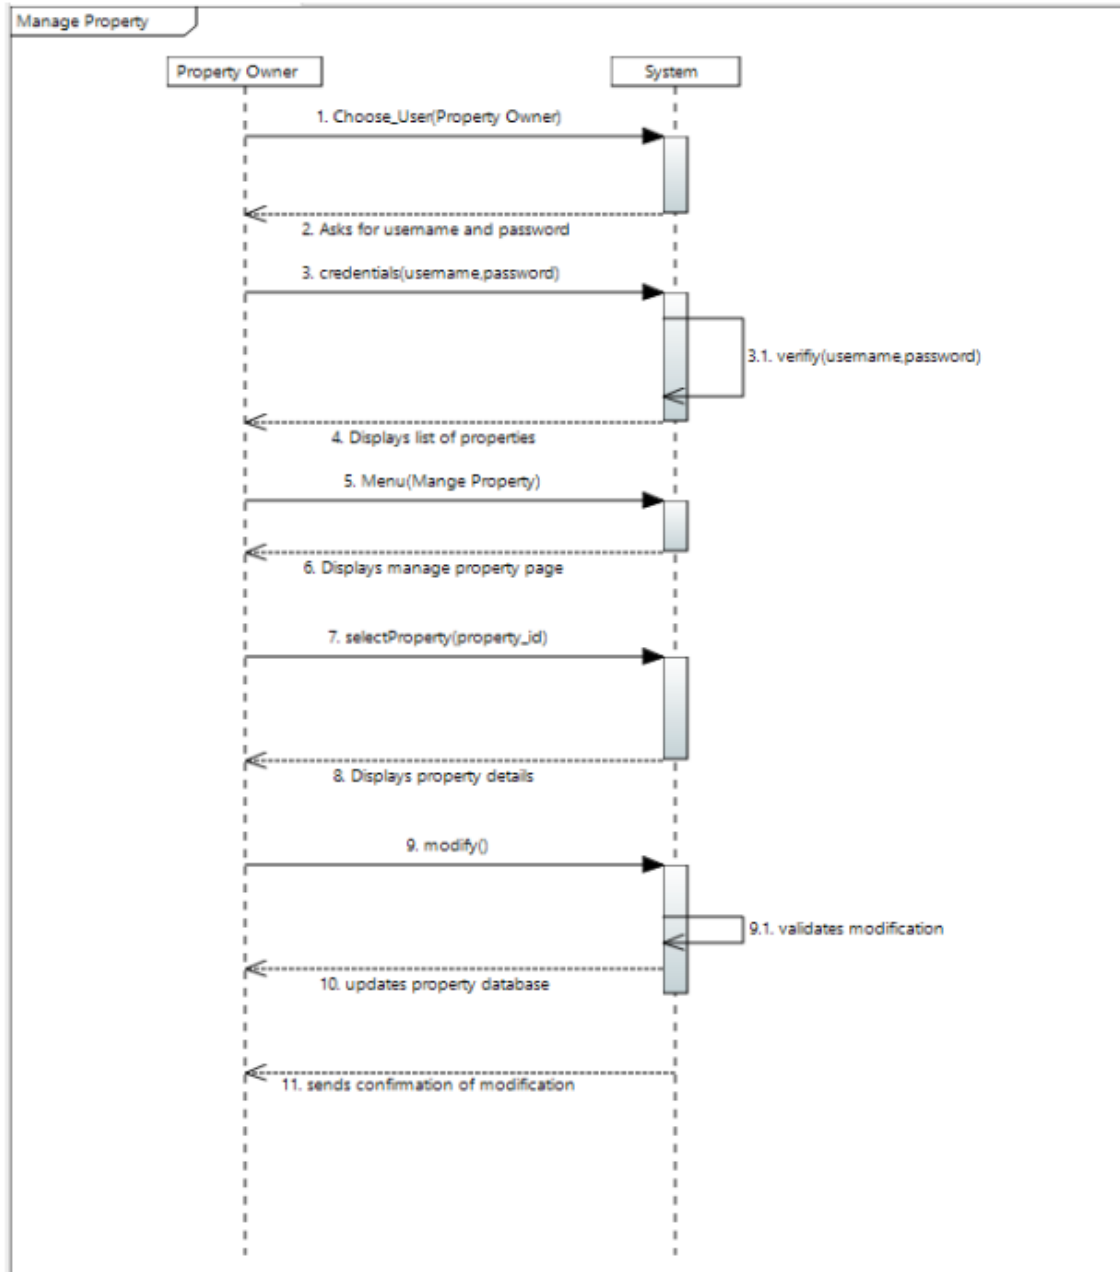 Manage Property
Property Owner
System
1. Choose_User(Property Owner)
2. Asks for username and password
3. credentials(username,password)
3.1. verifiy(username,password)
4. Displays list of properties
5. Menu(Mange Property)
6. Displays manage property page
7. selectProperty(property_id)
8. Displays property details
9. modify()
9.1. validates modification
10. updates property database
11. sends confirmation of modification